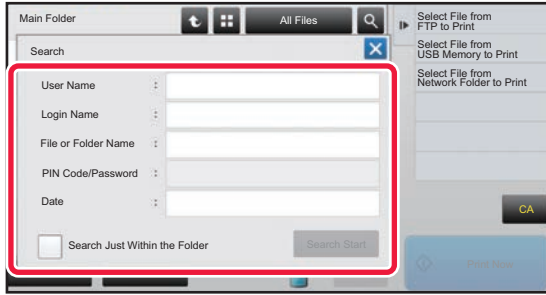 Main Folder
All Files
Select File from
FTP to Print
Search
Select File from
USB Memory to Print
Select File from
Network Folder to Print
User Name :
Login Name :
File or Folder Name :
PIN Code/Password :
Date :
CA
Search Just Within the Folder
Search Start
Print Now